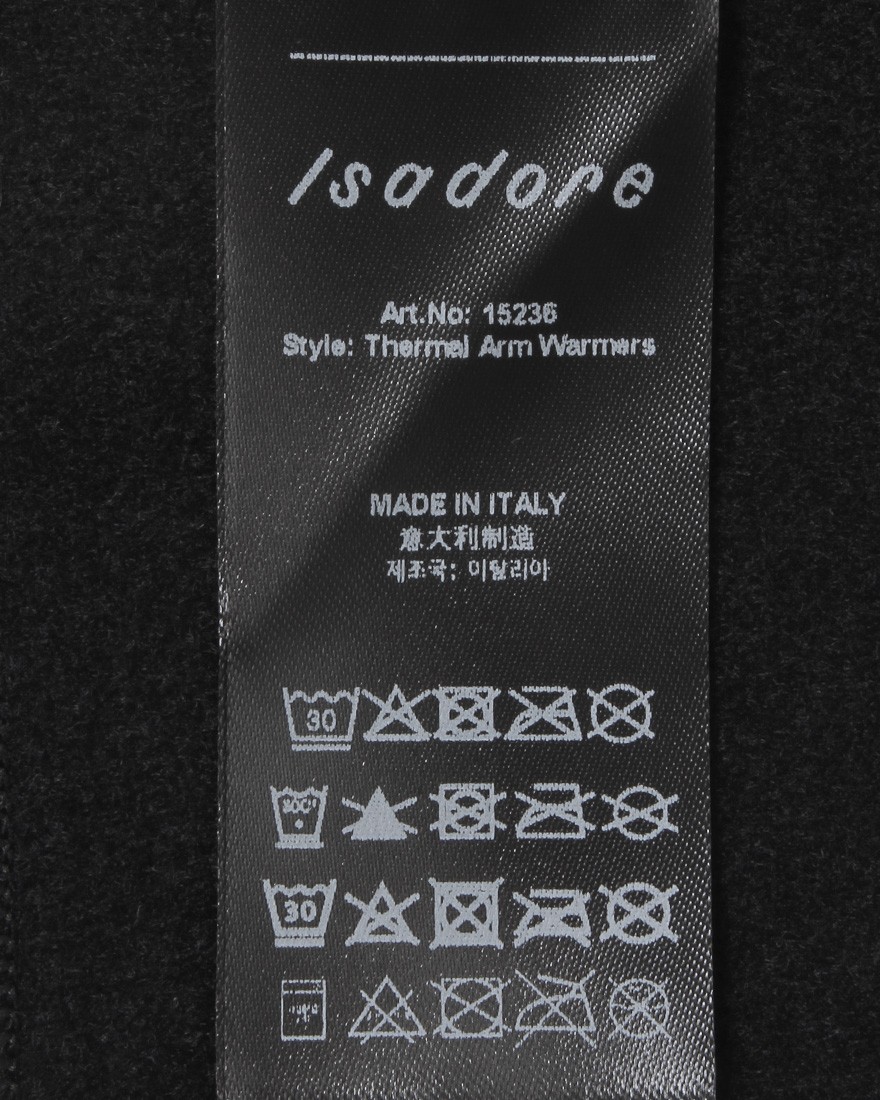 Isadore
Art.No: 15236
Style: Thermal Arm Warmers
MADE IN ITALY
意大利制造
제조국: 이탈리아
30
30